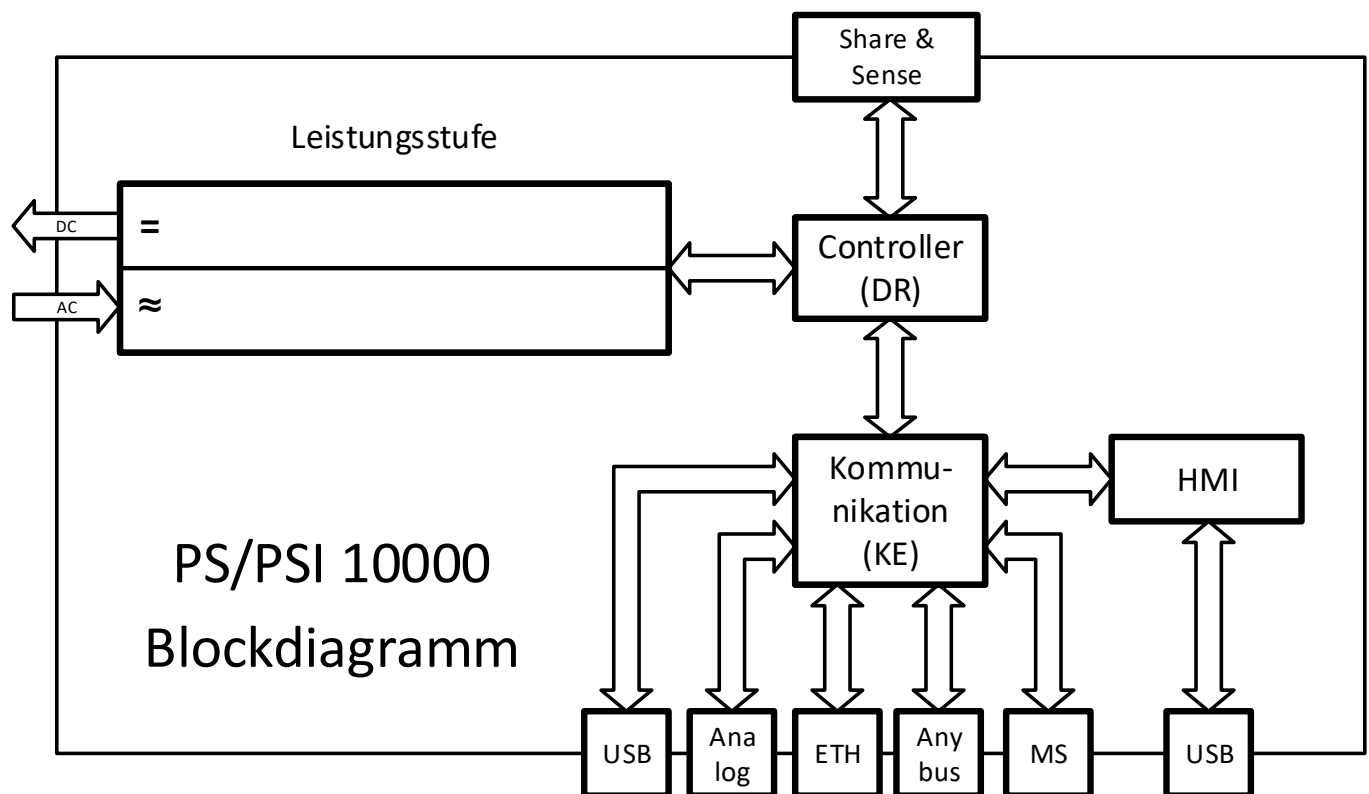 Share &
Sense
Leistungsstufe
DC
=
Controller
(DR)
AC
≈
Kommu-
nikation
(KE)
HMI
PS/PSI 10000
Blockdiagramm
USB
Ana
log
ETH
Any
bus
MS
USB